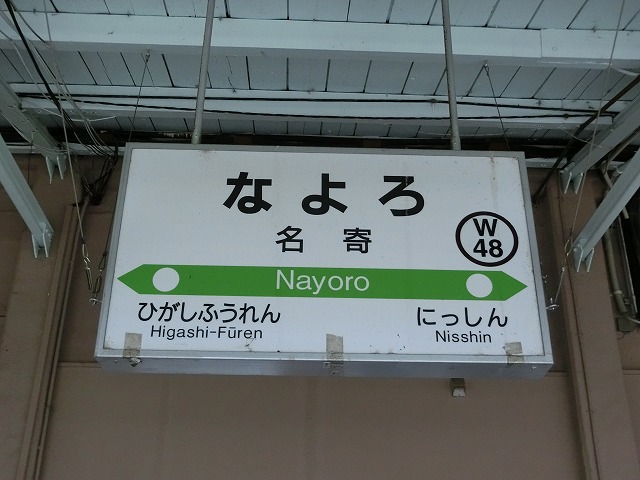 なよろ
名寄
W
48
Nayoro
ひがしふうれん
Higashi-Fūren
にっしん
Nisshin